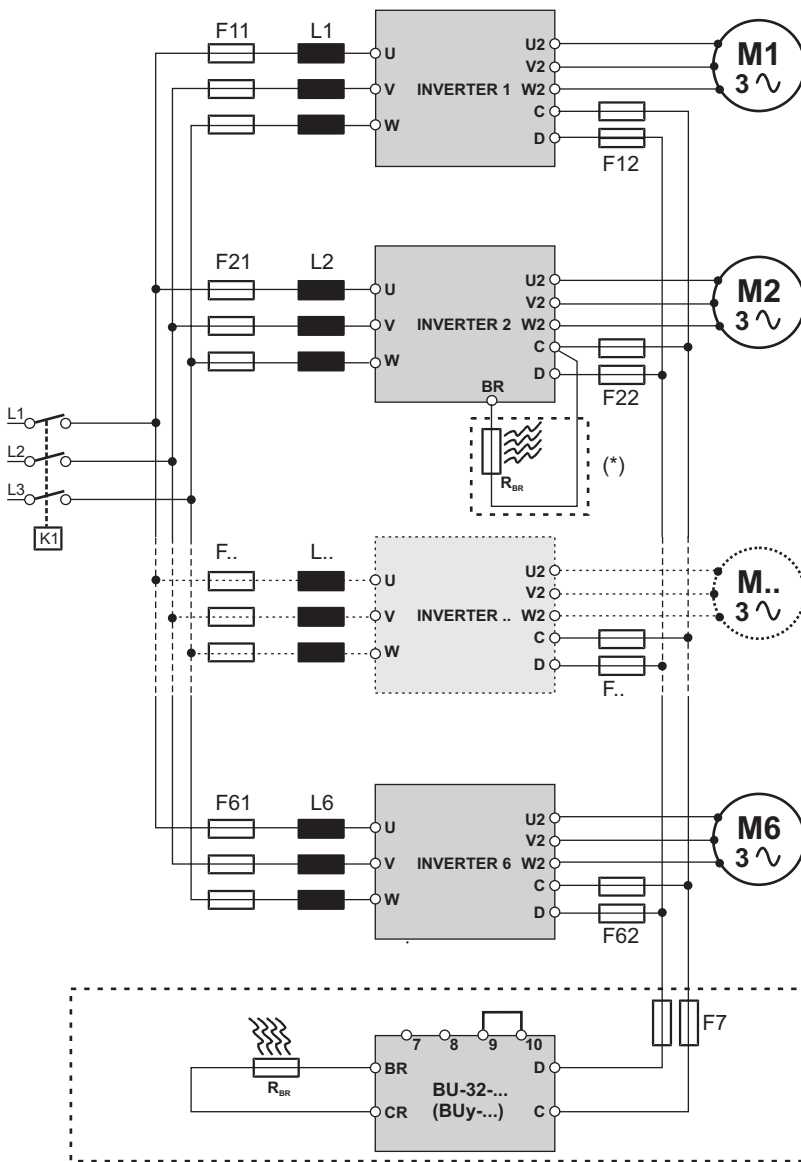 F11 L1
U U2 M1
V INVERTER 1 V2 3
W W2
C
D F12
F21 L2
U U2 M2
V INVERTER 2 V2 3
W W2
C
D F22
BR
R BR (*)
L1
L2
L3
K1
F.. L..
U U2 M..
V INVERTER .. V2 3
W W2
C
D F..
F61 L6
U U2 M6
V INVERTER 6 V2 3
W W2
C
D F62
F7
7 8 9 10
R BR
BR BU-32-... D
CR (BUy-...) C